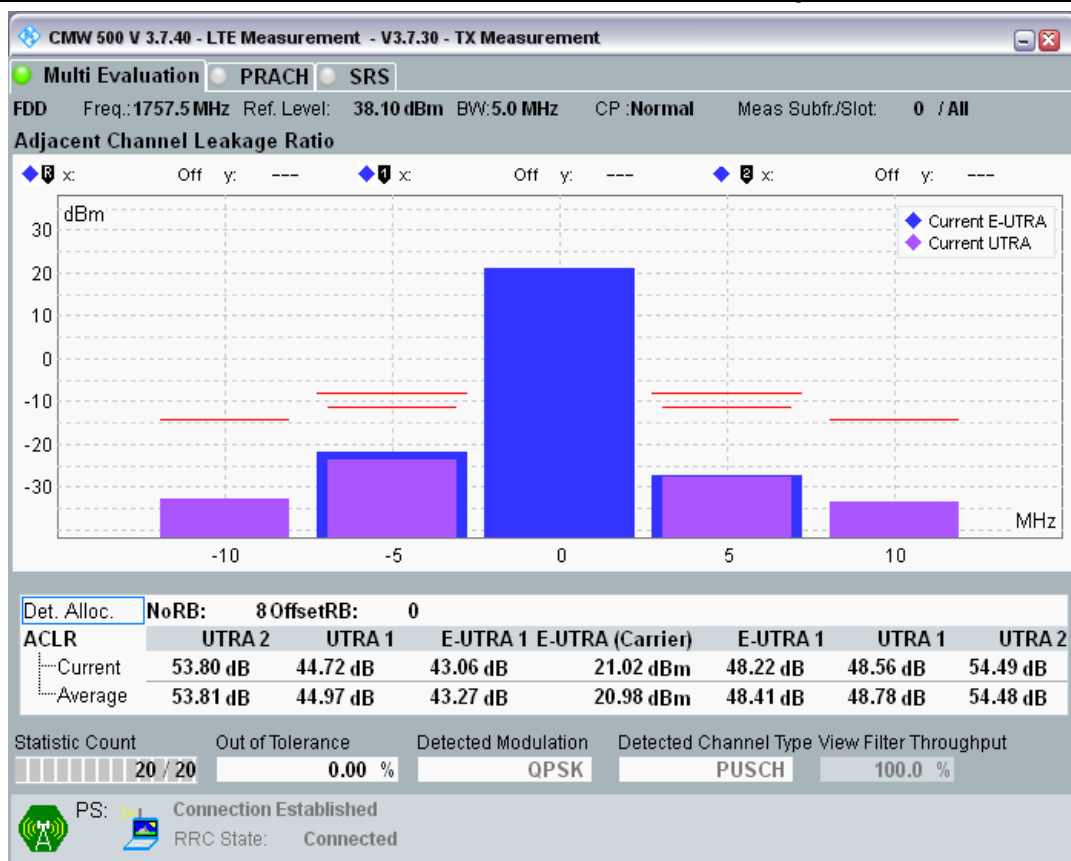 CMW 500 V 3.7.40 - LTE Measurement - V3.7.30 - TX Measurement
Multi Evaluation PRACH SRS
FDD Freq.:1757.5 MHz Ref. Level: 38.10 dBm BW:5.0 MHz CP :Normal Meas Subfr./Slot: 0 / All
Adjacent Channel Leakage Ratio
R x: Off y: --- 1 x: Off y: --- 2 x: Off y: ---
dBm
Current E-UTRA
Current UTRA
30
20
10
0
-10
-20
-30
MHz
-10 -5 0 5 10
Det. Alloc. NoRB: 8 OffsetRB: 0
ACLR UTRA 2 UTRA 1 E-UTRA 1 E-UTRA (Carrier) E-UTRA 1 UTRA 1 UTRA 2
Current 53.80 dB 44.72 dB 43.06 dB 21.02 dBm 48.22 dB 48.56 dB 54.49 dB
Average 53.81 dB 44.97 dB 43.27 dB 20.98 dBm 48.41 dB 48.78 dB 54.48 dB
Statistic Count Out of Tolerance Detected Modulation Detected Channel Type View Filter Throughput
20 / 20 0.00 % QPSK PUSCH 100.0 %
PS: Connection Established
RRC State: Connected